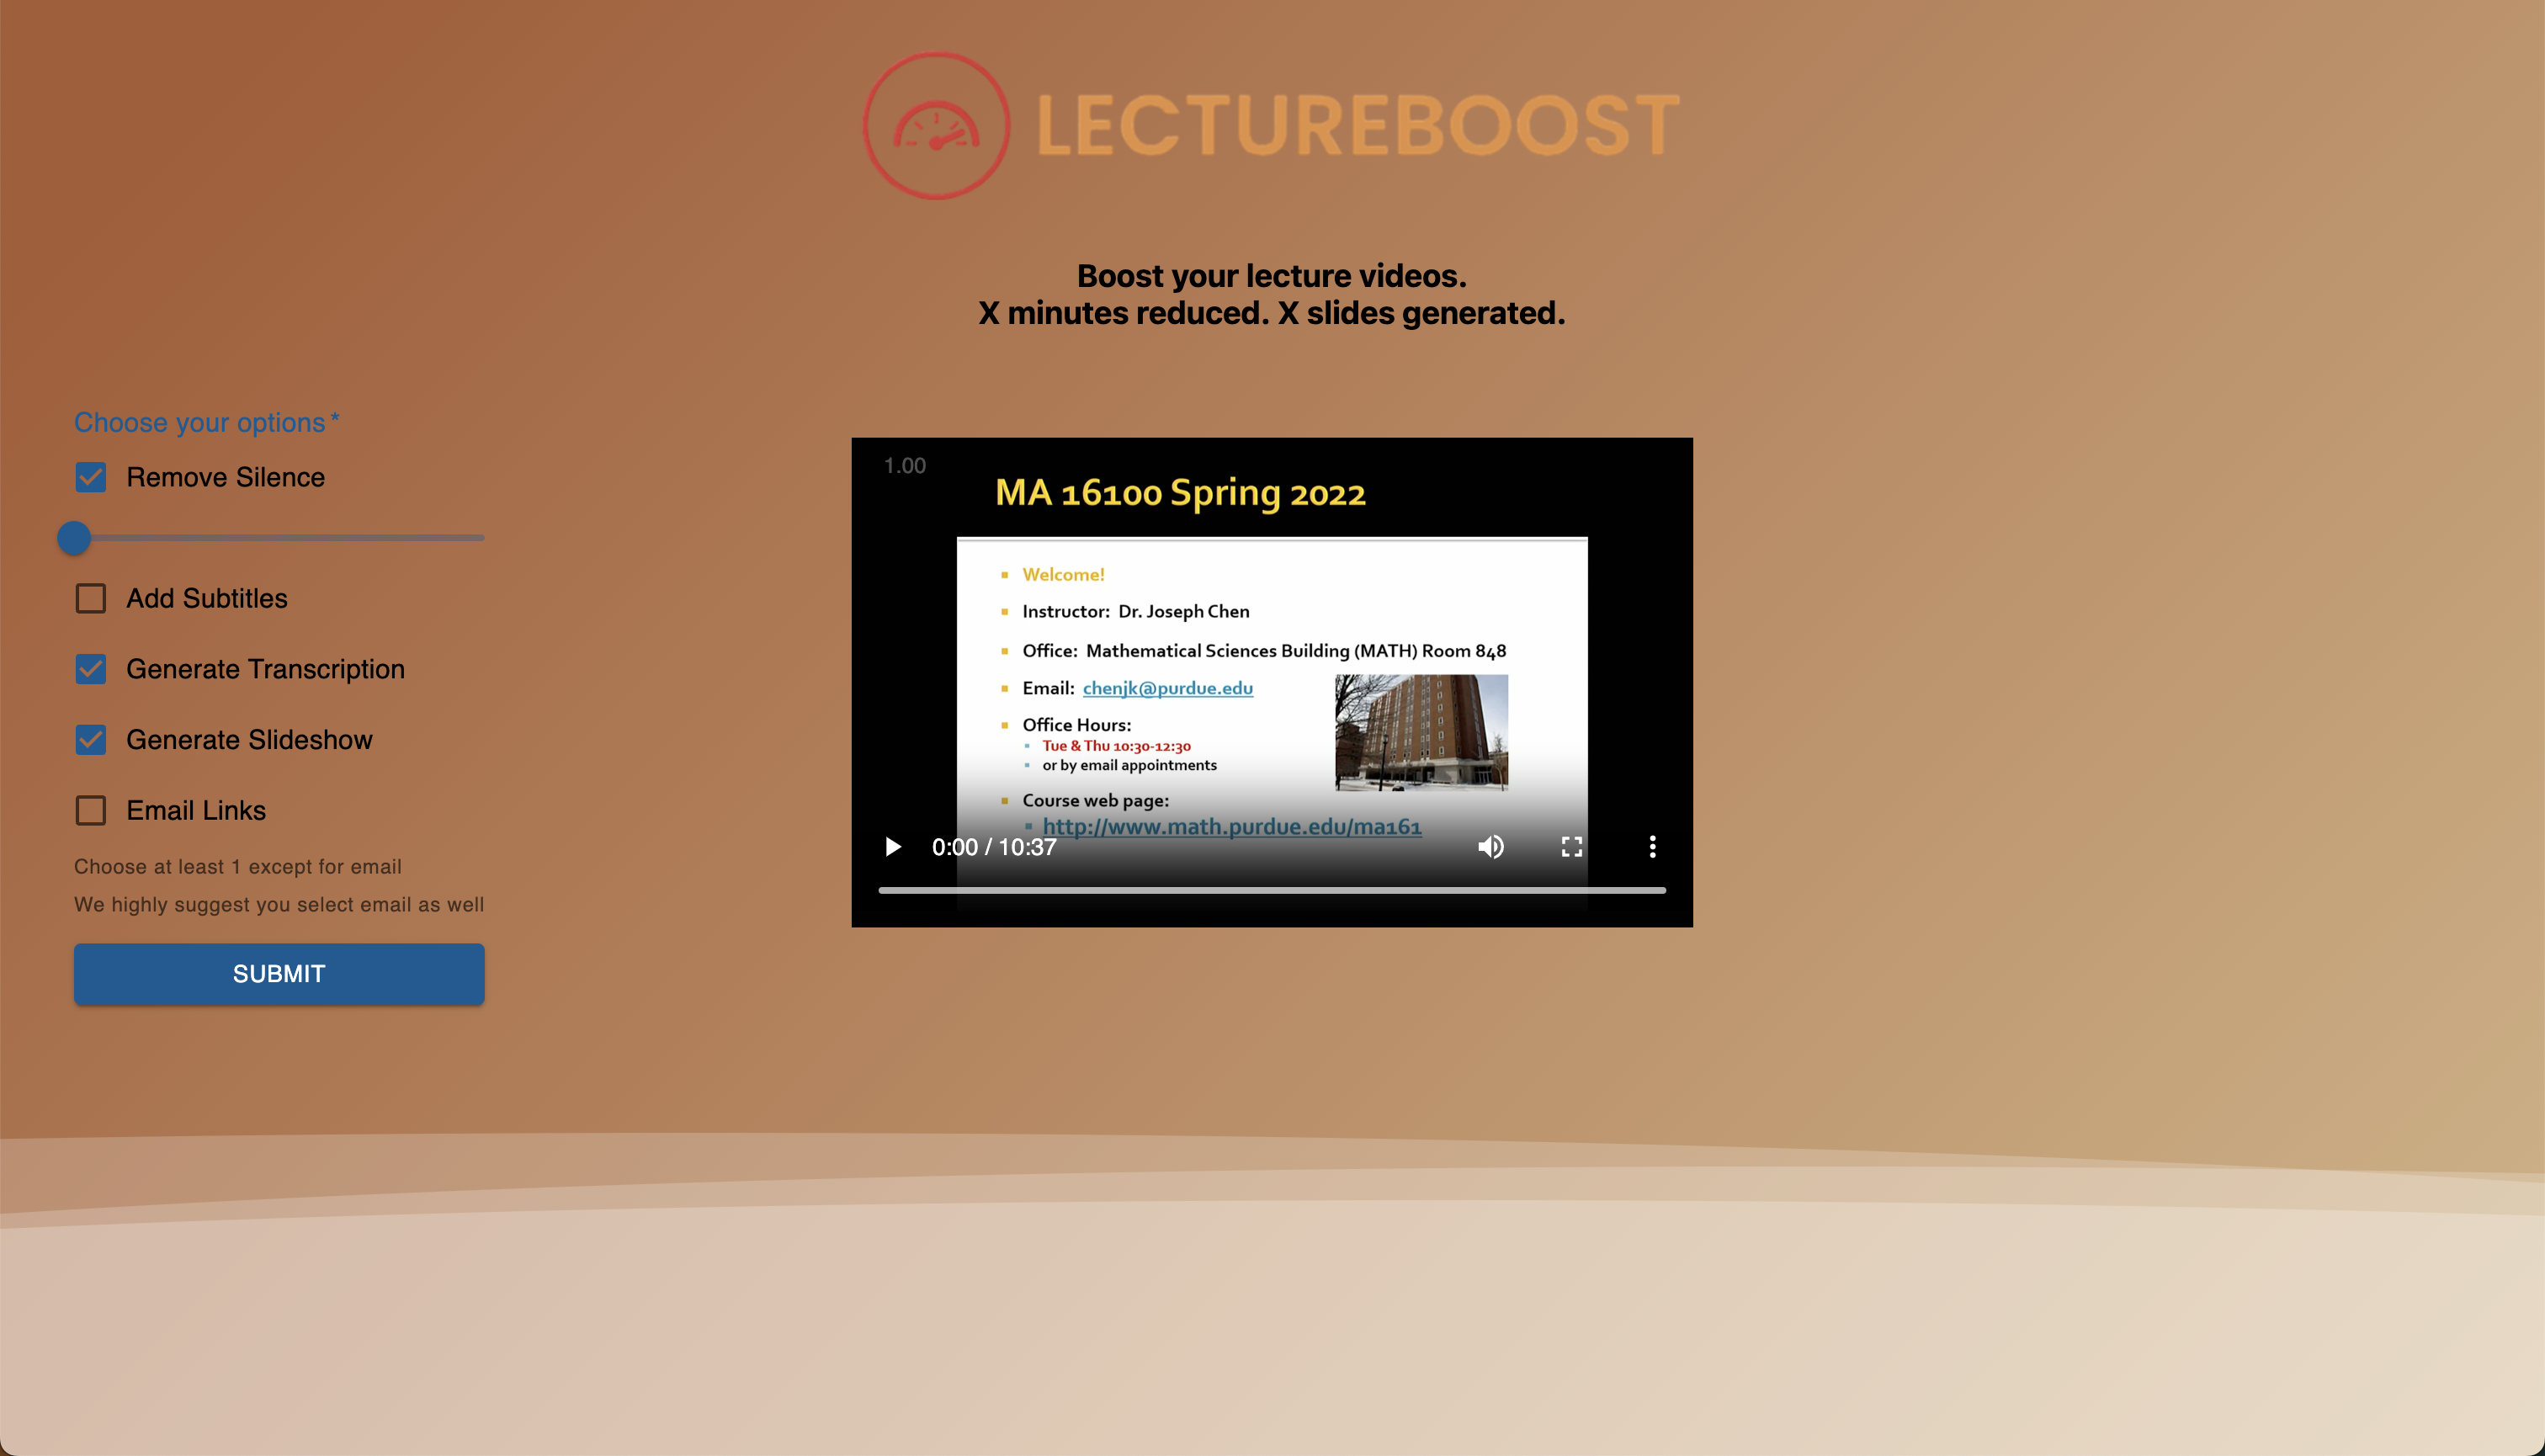 LECTUREBOOST
Boost your lecture videos.
X minutes reduced. X slides generated.
Choose your options *
Remove Silence
Add Subtitles
Generate Transcription
Generate Slideshow
Email Links
Choose at least 1 except for email
We highly suggest you select email as well
SUBMIT
1.00
MA 16100 Spring 2022
Welcome!
Instructor: Dr. Joseph Chen
Office: Mathematical Sciences Building (MATH) Room 848
Email: chenjk@purdue.edu
Office Hours:
Tue & Thu 10:30-12:30
or by email appointments
Course web page:
http://www.math.purdue.edu/ma161
0:00 / 10:37